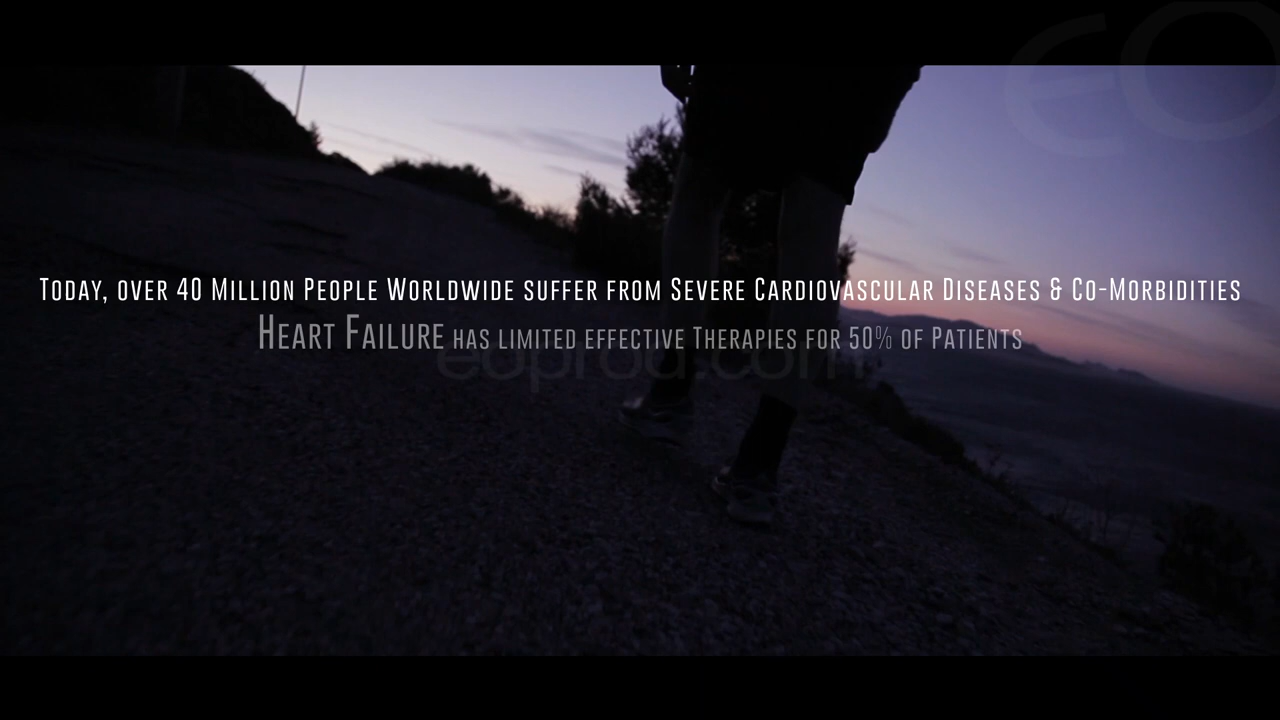 eo
Today, over 40 Million People Worldwide suffer from Severe Cardiovascular Diseases & Co-Morbidities
Heart Failure has limited effective Therapies for 50% of Patients
eoprod.com